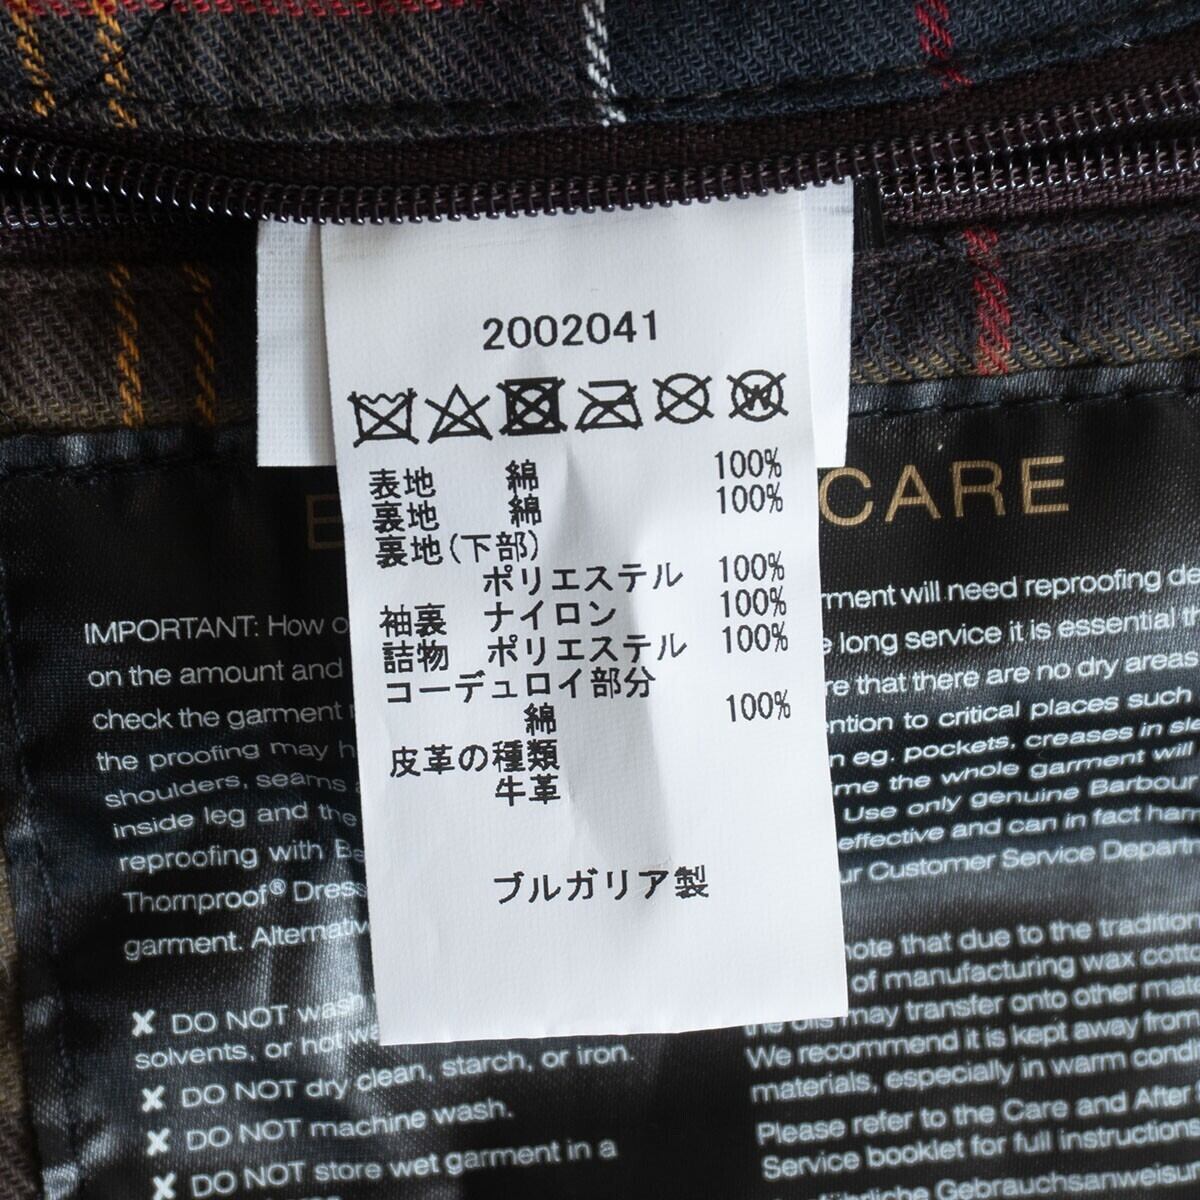 2002041
表地 綿 100%
裏地 綿 100%
裏地(下部)
ポリエステル 100%
袖裏 ナイロン 100%
詰物 ポリエステル 100%
コーデュロイ部分
綿 100%
皮革の種類
牛革
ブルガリア製
CARE
IMPORTANT: How
on the amount and
check the garment
the proofing may
shoulders, seams
inside leg and the
reproofing with
Thornproof® Dress
garment.
✘ DO NOT wash
solvents, or hot
✘ DO NOT dry clean, starch, or iron.
✘ DO NOT machine wash.
✘ DO NOT store wet garment in a
will need reproofing
long service it is essential
that there are no dry areas
to critical places such
eg. pockets, creases in
the whole garment will
Use only genuine Barbour
effective and can in fact
Customer Service
note that due to the
of manufacturing wax
the oils may transfer onto other
We recommend it is kept away from
materials, especially in warm
Please refer to the Care and After
Service booklet for full instructions
Gebrauchsanweisung